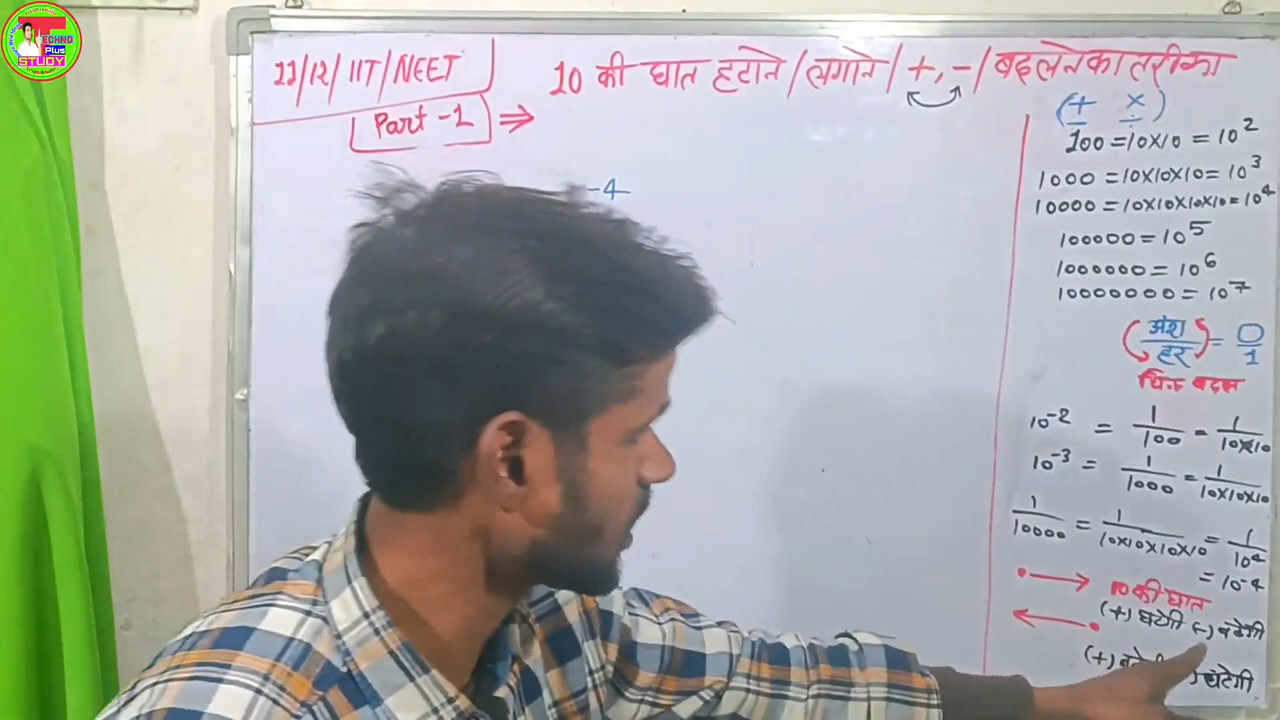 TECHNO
Plus
STUDY
22/12/IIT/NEET
Part-1 ⇒
10 की घात हटाने/लगाने/+,-/बदलने का तरीका
-4
(+ ×
- ÷)
100=10×10=10²
1000=10×10×10=10³
10000=10×10×10×10=10⁴
100000=10⁵
1000000=10⁶
10000000=10⁷
(अंश/हर)=0/1
चिन्ह बदल
10⁻²=1/100=1/10×10
10⁻³=1/1000=1/10×10×10
1/10000=1/10×10×10×10=1/10⁴
=10⁻⁴
→ 10 की घात
← (+) घटेगी (-) बढेगी
(+) घटेगी